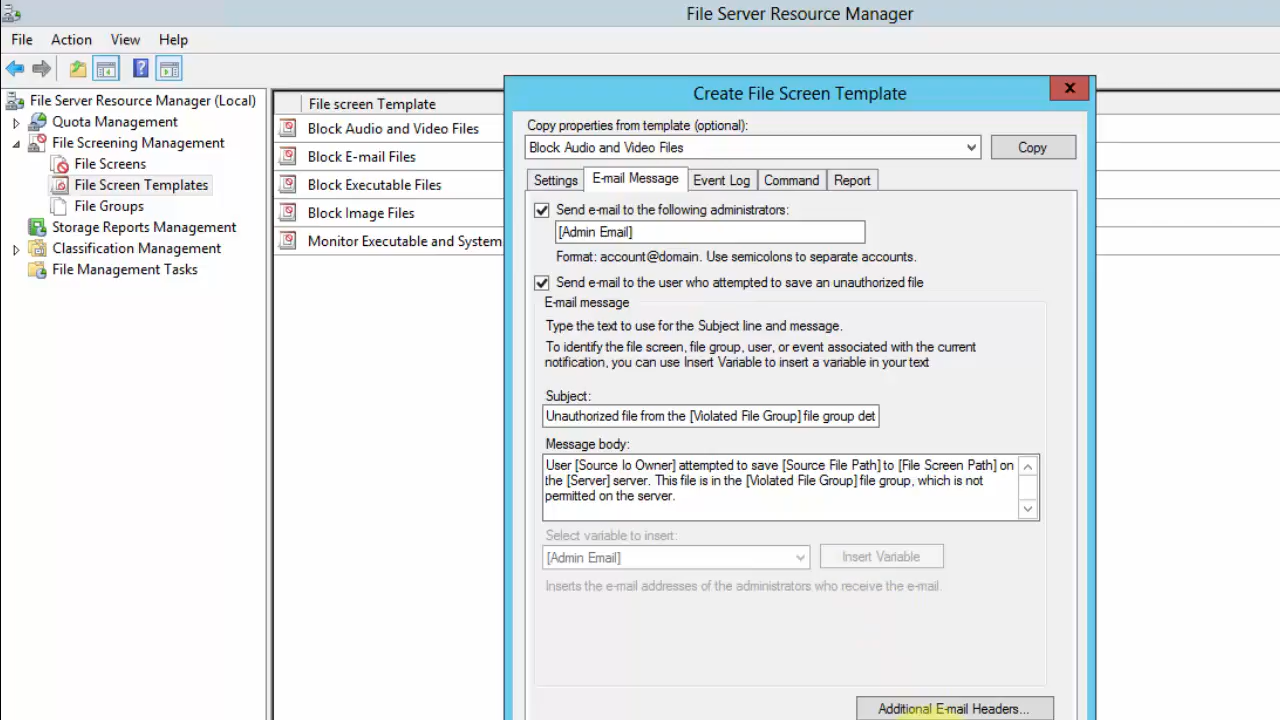 File Server Resource Manager
File Action View Help
File Server Resource Manager (Local)
Quota Management
File Screening Management
File Screens
File Screen Templates
File Groups
Storage Reports Management
Classification Management
File Management Tasks
File screen Template
Block Audio and Video Files
Block E-mail Files
Block Executable Files
Block Image Files
Monitor Executable and System
Create File Screen Template
x
Copy properties from template (optional):
Block Audio and Video Files
Copy
Settings E-mail Message Event Log Command Report
Send e-mail to the following administrators:
[Admin Email]
Format: account@domain. Use semicolons to separate accounts.
Send e-mail to the user who attempted to save an unauthorized file
E-mail message
Type the text to use for the Subject line and message.
To identify the file screen, file group, user, or event associated with the current
notification, you can use Insert Variable to insert a variable in your text
Subject:
Unauthorized file from the [Violated File Group] file group det
Message body:
User [Source Io Owner] attempted to save [Source File Path] to [File Screen Path] on
the [Server] server. This file is in the [Violated File Group] file group, which is not
permitted on the server.
Select variable to insert:
[Admin Email]
Insert Variable
Inserts the e-mail addresses of the administrators who receive the e-mail.
Additional E-mail Headers...